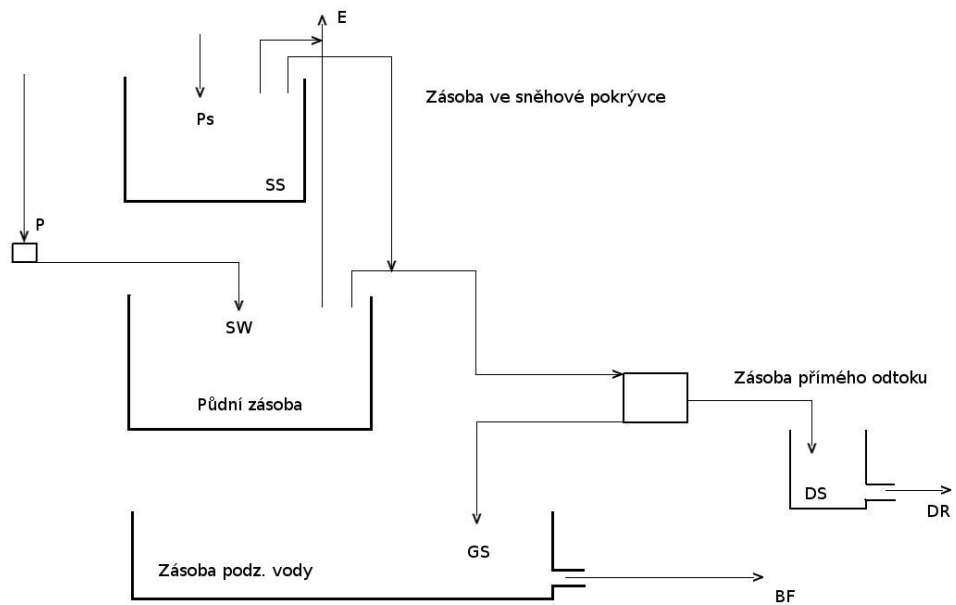 E
Zásoba ve sněhové pokrývce
Ps
SS
P
SW
Půdní zásoba
Zásoba přímého odtoku
DS
DR
GS
Zásoba podz. vody
BF